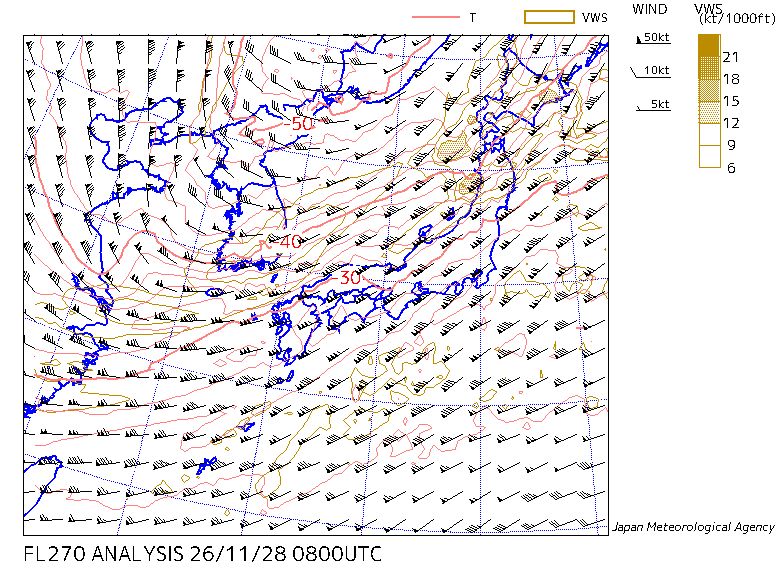 T VWS WIND VWS
(kt/1000ft)
50kt
10kt
5kt
21
18
15
12
9
6
-50
-40
-30
Japan Meteorological Agency
FL270 ANALYSIS 26/11/28 0800UTC